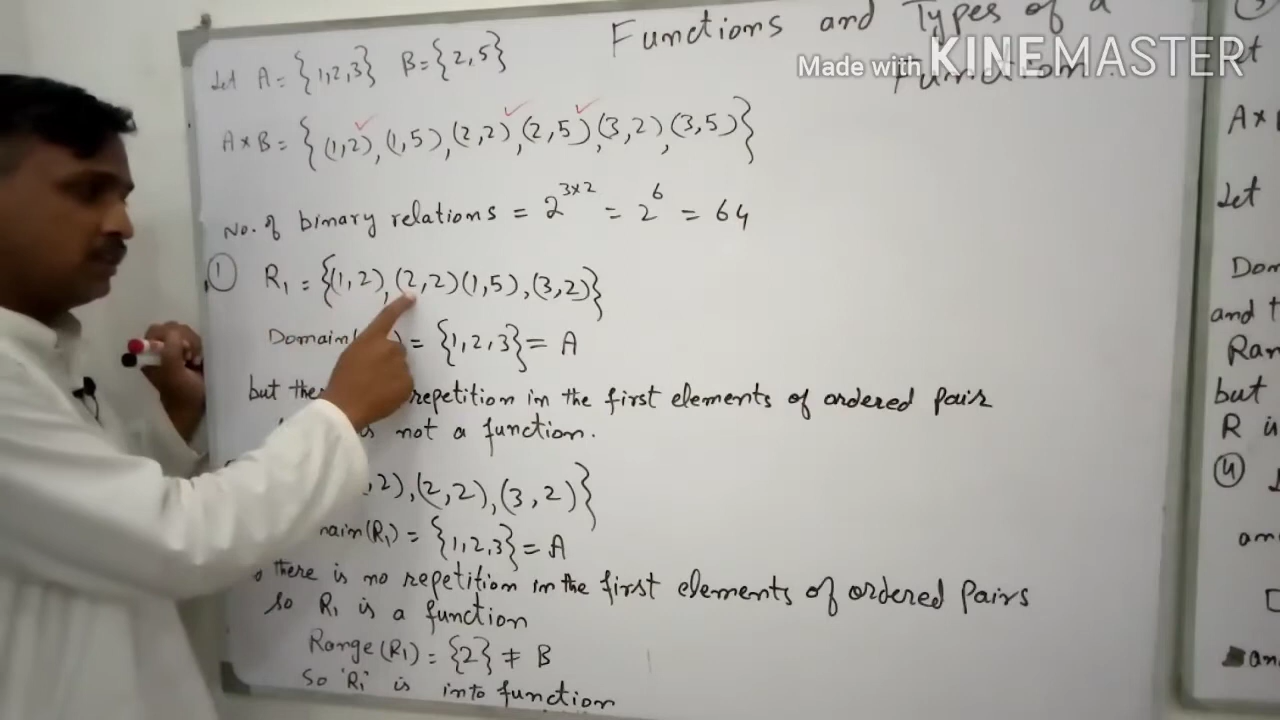 Functions and Types of a
Function.
Made with KINEMASTER
Let A = {1,2,3} B = {2,5}
A × B = {(1,2), (1,5), (2,2), (2,5), (3,2), (3,5)}
No. of binary relations = 2^{3×2} = 2^6 = 64
① R₁ = {(1,2), (2,2)(1,5), (3,2)}
Domain( ) = {1,2,3} = A
but repetition in the first elements of ordered pair
not a function.
,2), (2,2), (3,2)}
main(R₁) = {1,2,3} = A
there is no repetition in the first elements of ordered pairs
so R₁ is a function
Range(R₁) = {2} ≠ B
so R₁ is into function
A ×
Let
and
but
R is
④